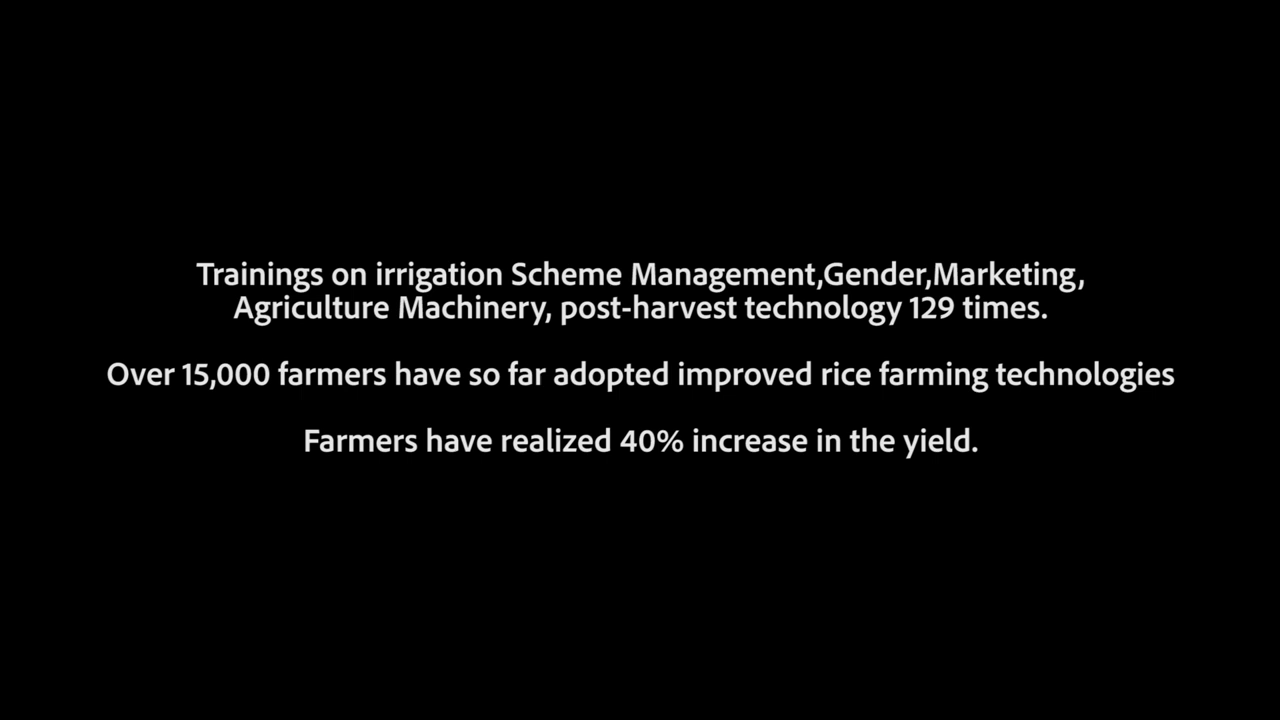 Trainings on irrigation Scheme Management,Gender,Marketing,
Agriculture Machinery, post-harvest technology 129 times.
Over 15,000 farmers have so far adopted improved rice farming technologies
Farmers have realized 40% increase in the yield.